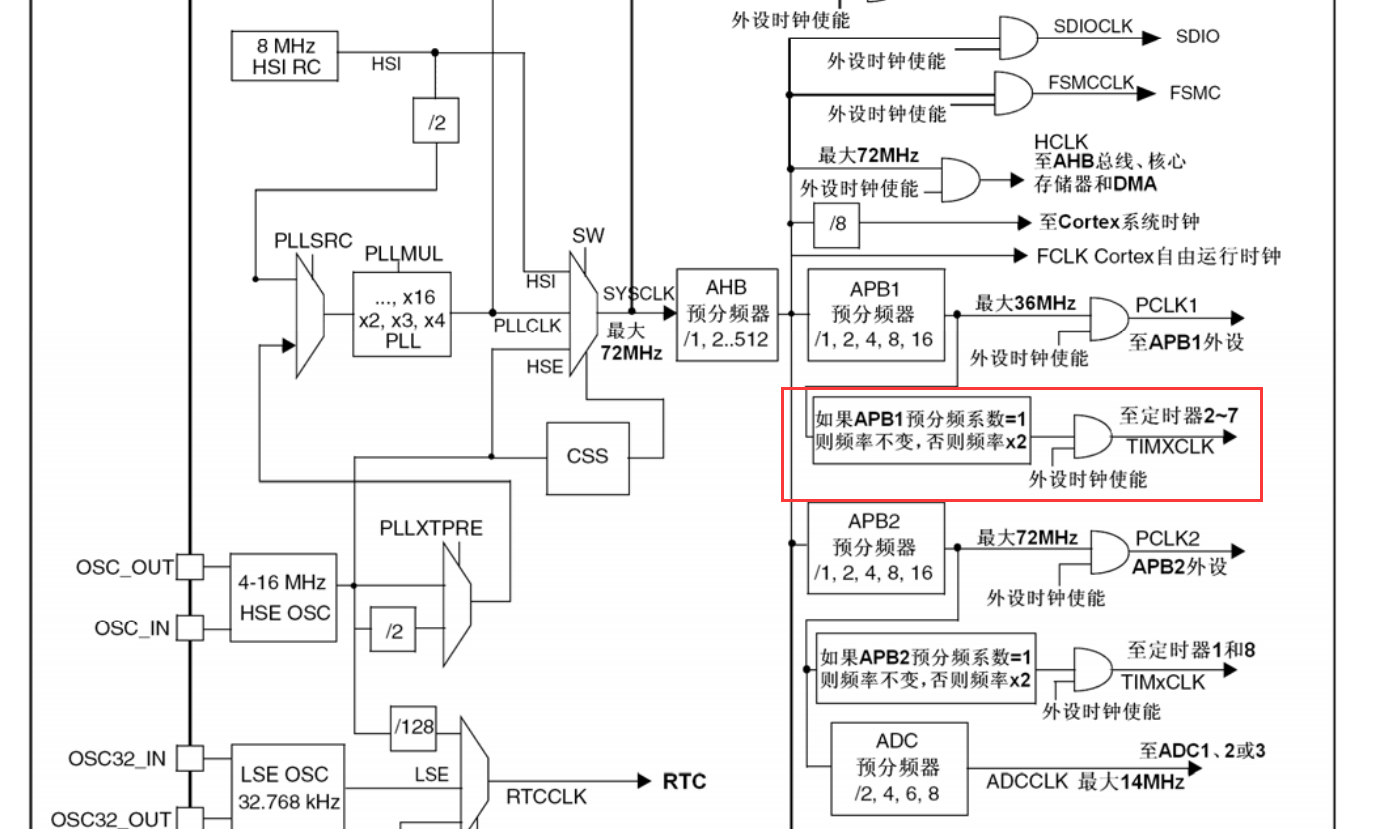 外设时钟使能
SDIOCLK
SDIO
外设时钟使能
FSMCCLK
FSMC
外设时钟使能
8 MHz
HSI RC
HSI
/2
最大72MHz
外设时钟使能
HCLK
至AHB总线、核心
存储器和DMA
/8
至Cortex系统时钟
FCLK Cortex自由运行时钟
PLLSRC
PLLMUL
..., x16
x2, x3, x4
PLL
SW
HSI
PLLCLK
HSE
SYSCLK
最大
72MHz
AHB
预分频器
/1, 2..512
APB1
预分频器
/1, 2, 4, 8, 16
最大36MHz
外设时钟使能
PCLK1
至APB1外设
如果APB1预分频系数=1
则频率不变，否则频率x2
外设时钟使能
至定时器2~7
TIMXCLK
CSS
PLLXTPRE
OSC_OUT
OSC_IN
4-16 MHz
HSE OSC
/2
APB2
预分频器
/1, 2, 4, 8, 16
最大72MHz
外设时钟使能
PCLK2
APB2外设
如果APB2预分频系数=1
则频率不变，否则频率x2
外设时钟使能
至定时器1和8
TIMxCLK
/128
OSC32_IN
OSC32_OUT
LSE OSC
32.768 kHz
LSE
RTCCLK
RTC
ADC
预分频器
/2, 4, 6, 8
至ADC1、2或3
ADCCLK 最大14MHz